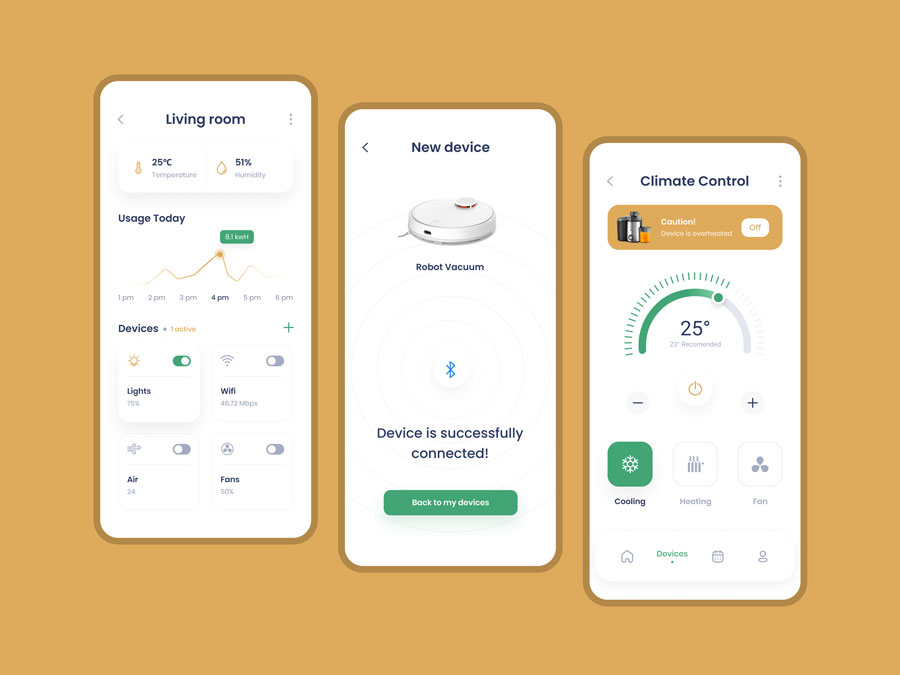 Living room
25°C
Temperature
51%
Humidity
Usage Today
8.1 kwH
1 pm 2 pm 3 pm 4 pm 5 pm 6 pm
Devices 1 active
Lights
75%
Wifi
46.72 Mbps
Air
24
Fans
50%
New device
Robot Vacuum
Device is successfully
connected!
Back to my devices
Climate Control
Caution!
Device is overheated
Off
25°
23° Recomended
Cooling Heating Fan
Devices